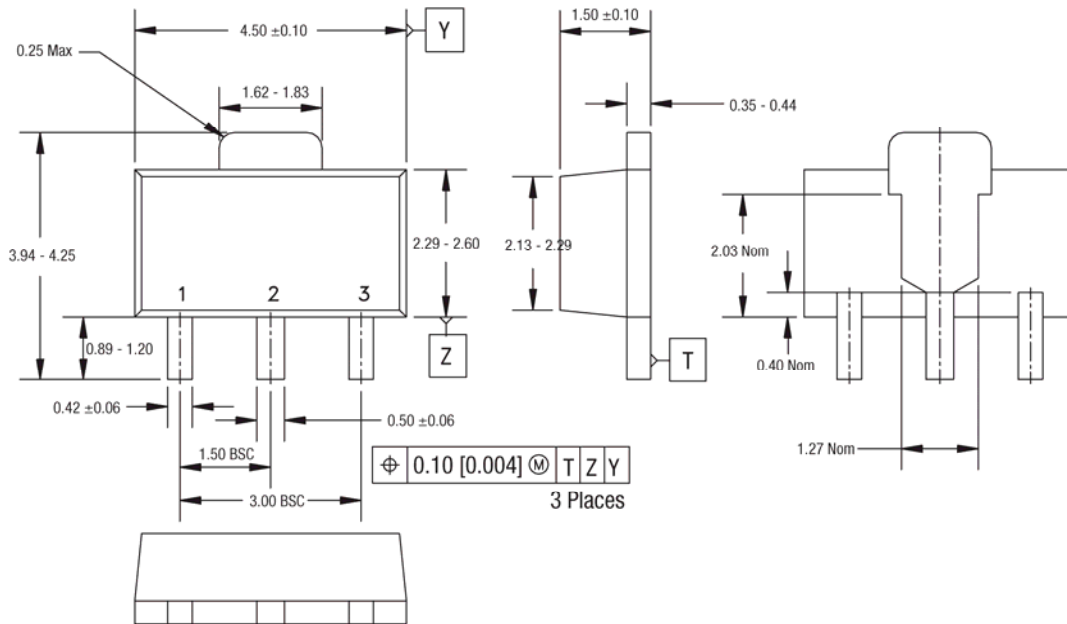 4.50 ±0.10
Y
0.25 Max
1.62 - 1.83
3.94 - 4.25
2.29 - 2.60
1 2 3
0.89 - 1.20
Z
0.42 ±0.06
0.50 ±0.06
1.50 BSC
3.00 BSC
⌖ 0.10 [0.004] Ⓜ T Z Y
3 Places
1.50 ±0.10
0.35 - 0.44
2.13 - 2.29
T
2.03 Nom
0.40 Nom
1.27 Nom